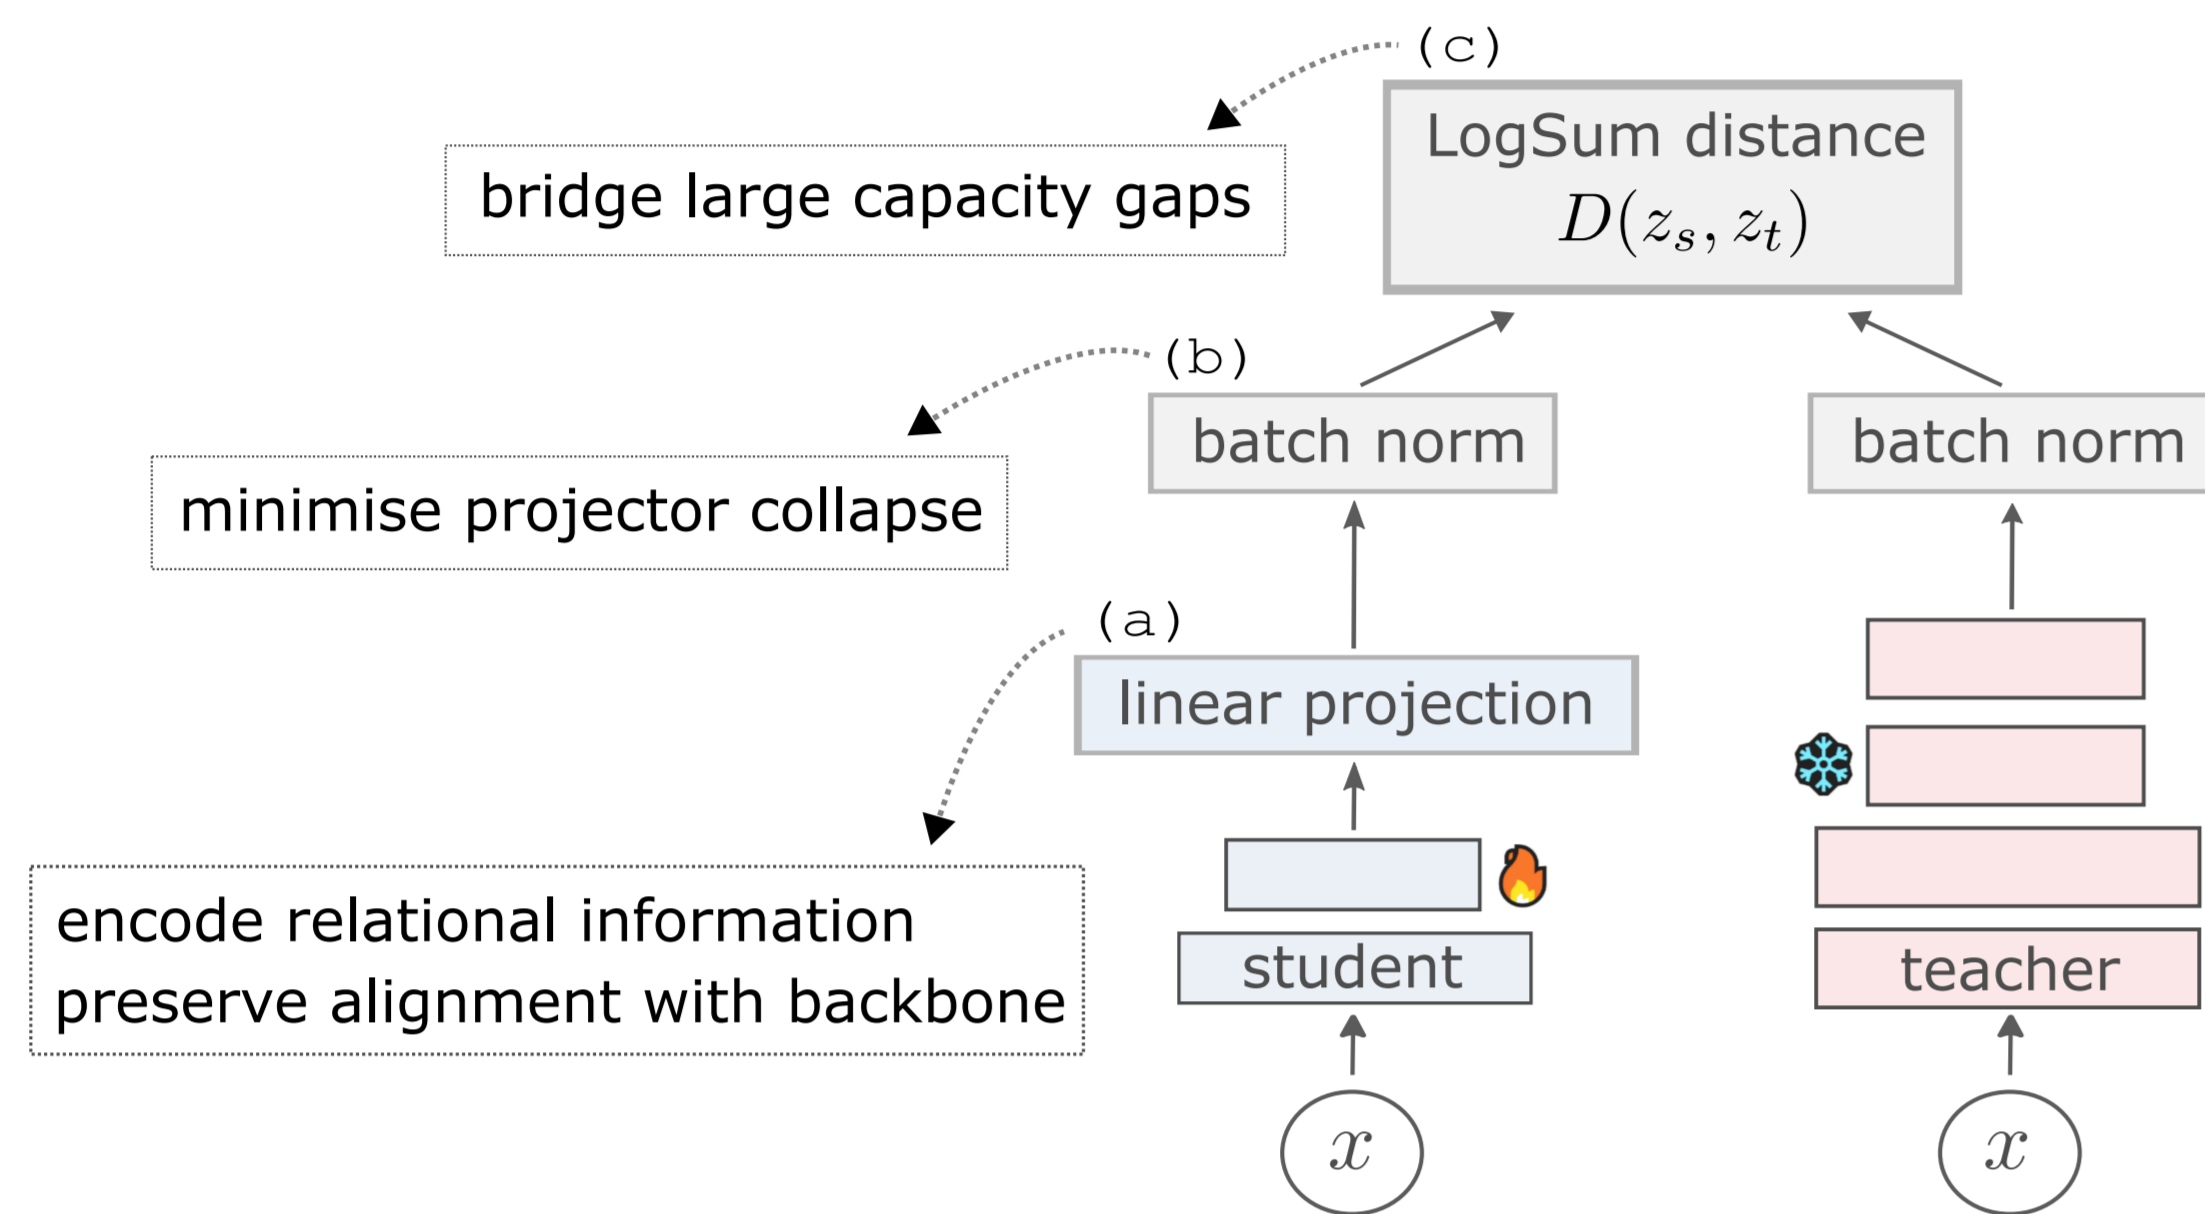 (c)
LogSum distance
D(z_s, z_t)
bridge large capacity gaps
(b)
batch norm
batch norm
minimise projector collapse
(a)
linear projection
encode relational information
preserve alignment with backbone
student
teacher
x
x